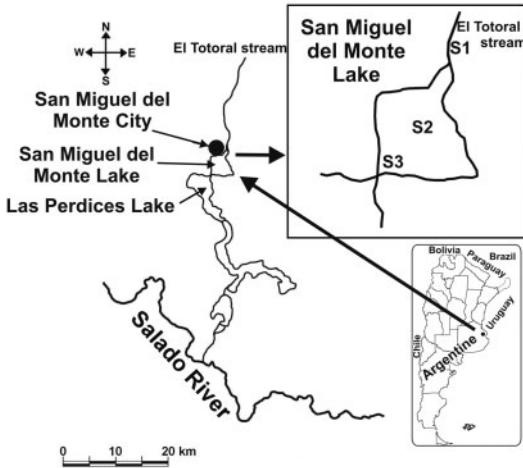 N
W E
S
El Totoral stream
San Miguel del
Monte City
San Miguel del
Monte Lake
Las Perdices Lake
Salado River
0 10 20 km
San Miguel
del Monte
Lake
El Totoral
stream
S1
S2
S3
Bolivia
Brazil
Paraguay
Uruguay
Argentine
Chile